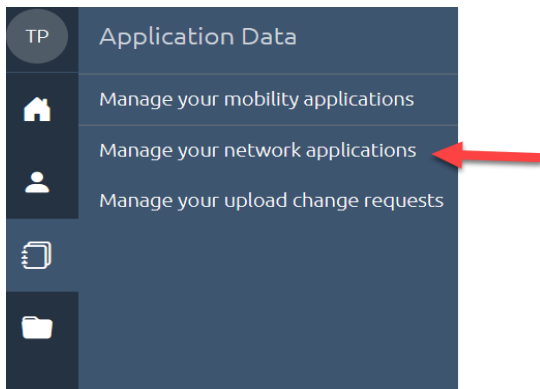 TP
Application Data
Manage your mobility applications
Manage your network applications
Manage your upload change requests